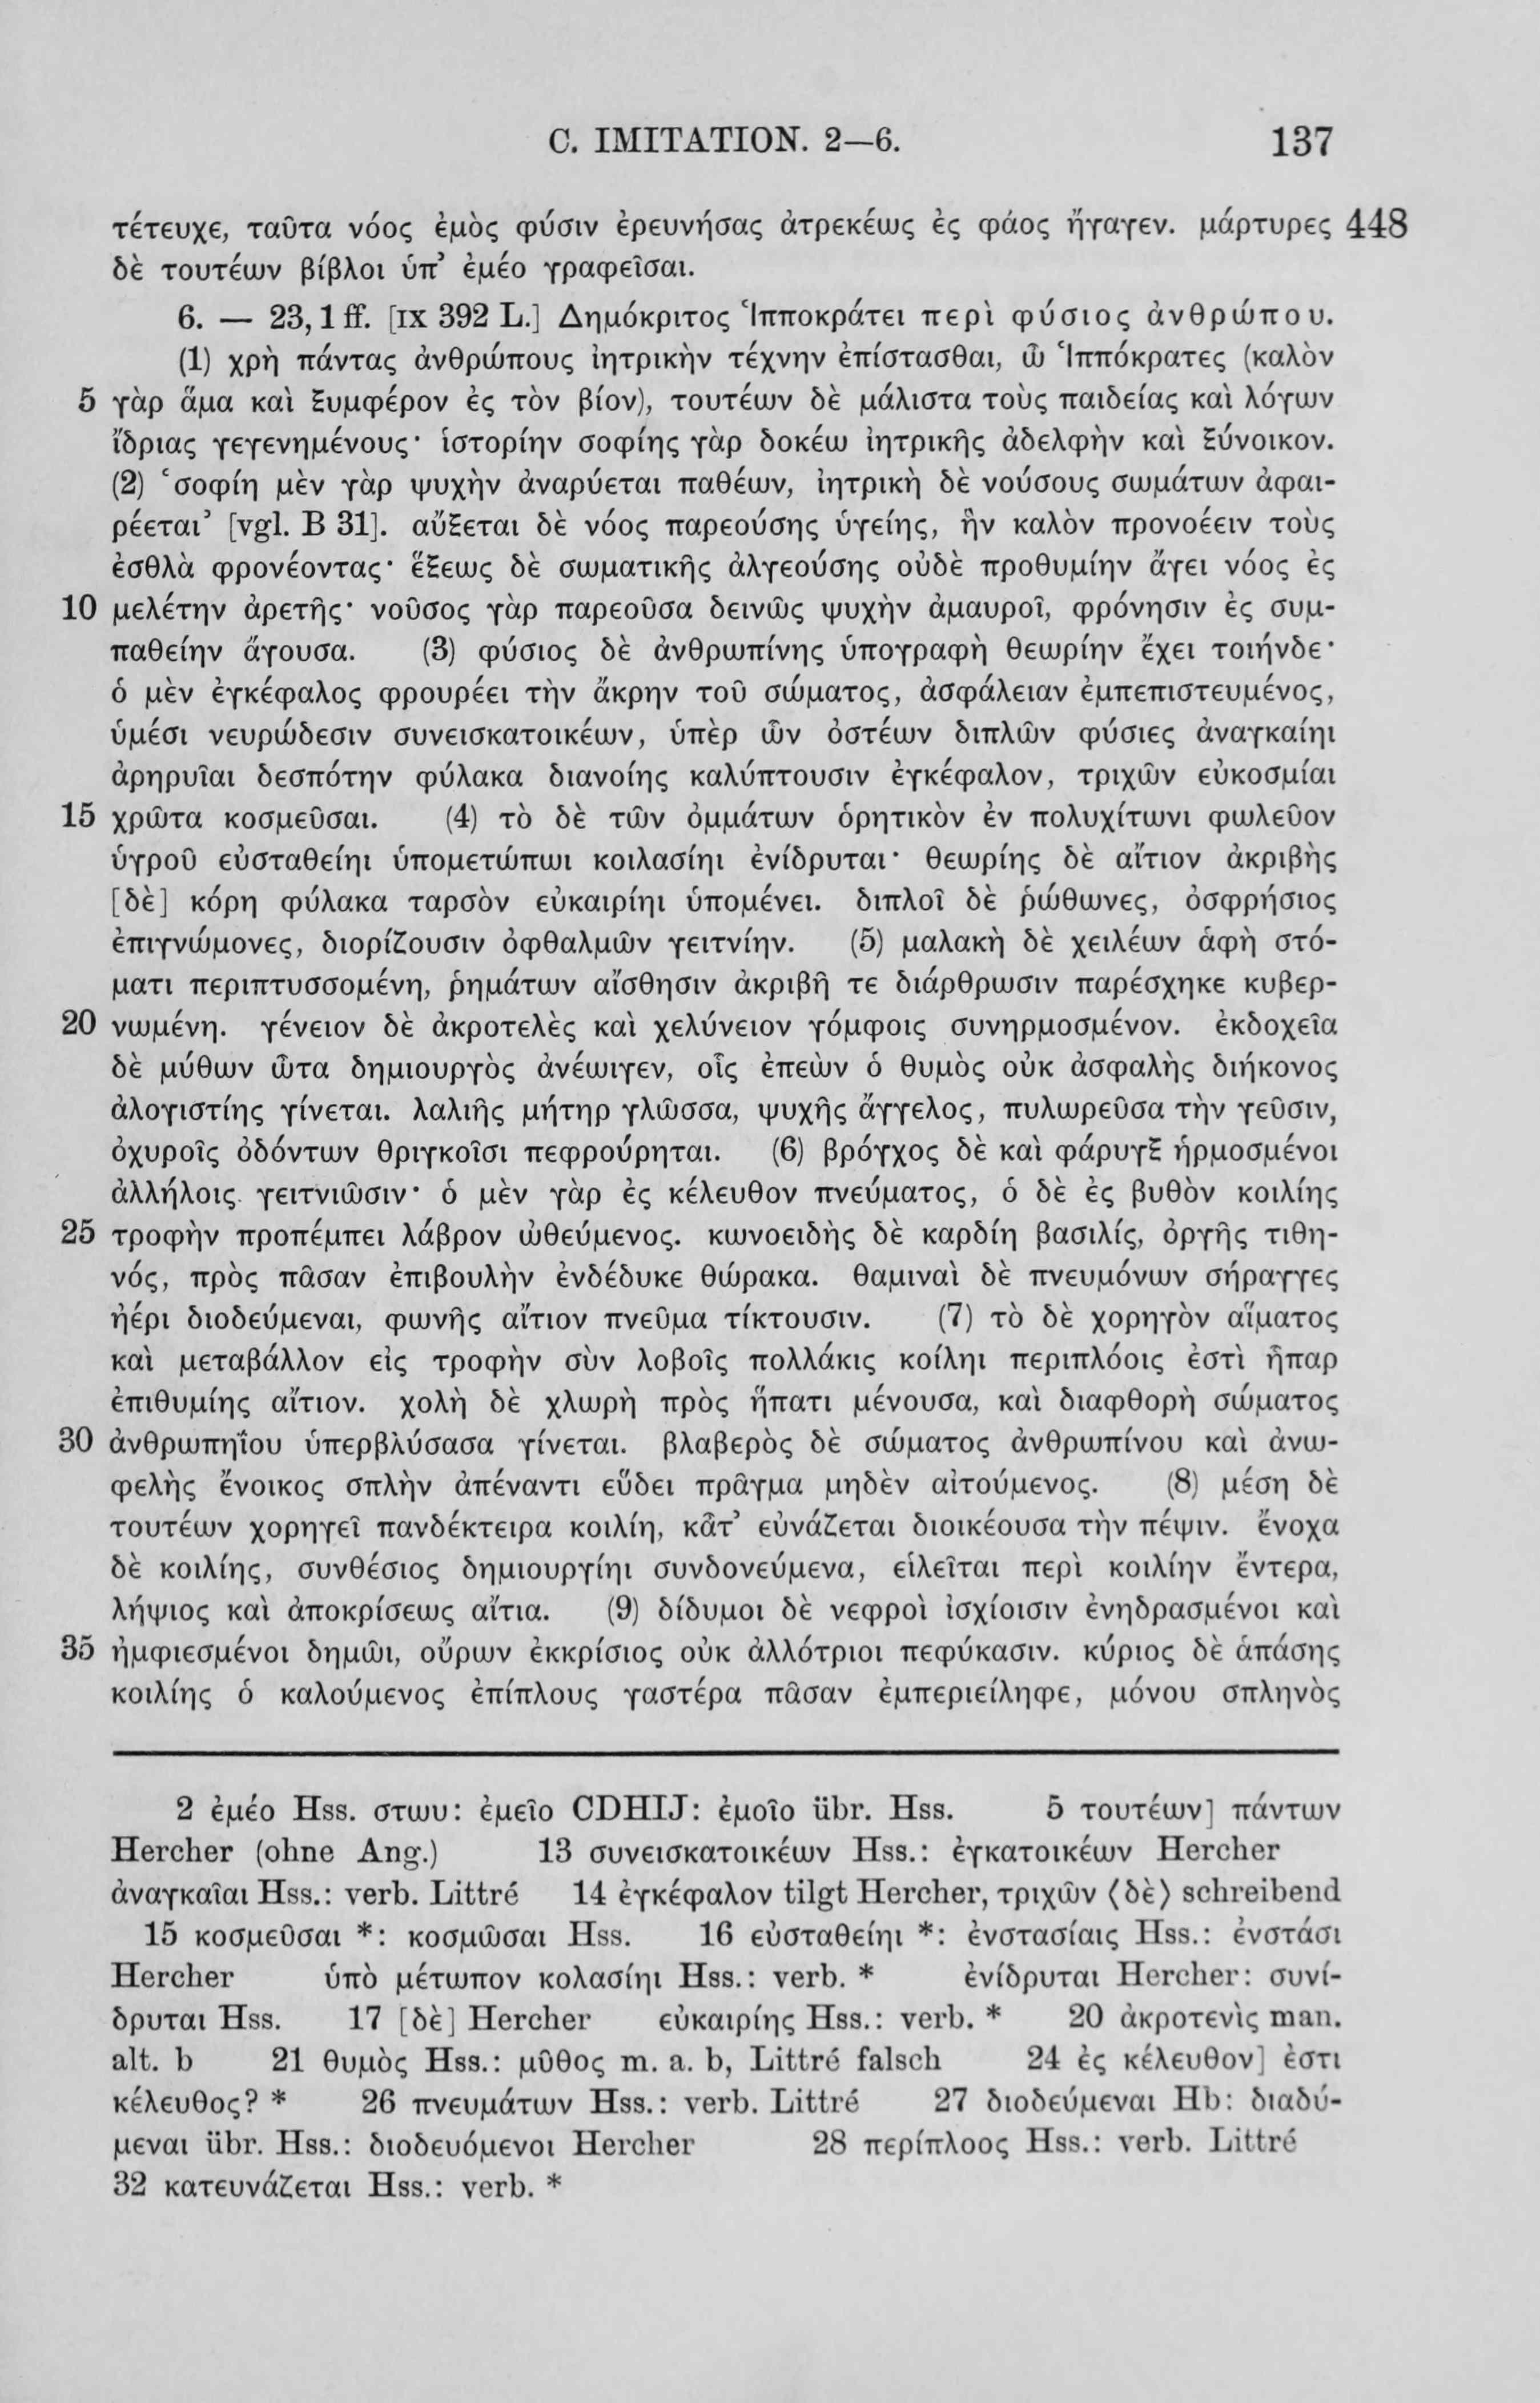 C. IMITATION. 2—6. 137
τέτευχε, ταῦτα νόος ἐμὸς φύσιν ἐρευνήσας ἀτρεκέως ἐς φάος ἤγαγεν. μάρτυρες 448
δὲ τουτέων βίβλοι ὑπ’ ἐμέο γραφεῖσαι.
6. — 23, 1 ff. [IX 392 L.] Δημόκριτος Ἱπποκράτει περὶ φύσιος ἀνθρώπου.
(1) χρὴ πάντας ἀνθρώπους ἰητρικὴν τέχνην ἐπίστασθαι, ὦ Ἱππόκρατες (καλὸν
5 γὰρ ἅμα καὶ ξυμφέρον ἐς τὸν βίον), τουτέων δὲ μάλιστα τοὺς παιδείας καὶ λόγων
ἴδριας γεγενημένους· ἱστορίην σοφίης γὰρ δοκέω ἰητρικῆς ἀδελφὴν καὶ ξύνοικον.
(2) ‘σοφίη μὲν γὰρ ψυχὴν ἀναρύεται παθέων, ἰητρικὴ δὲ νούσους σωμάτων ἀφαι-
ρέεται’ [vgl. B 31]. αὔξεται δὲ νόος παρεούσης ὑγείης, ἣν καλὸν προνοέειν τοὺς
ἐσθλὰ φρονέοντας· ἕξεως δὲ σωματικῆς ἀλγεούσης οὐδὲ προθυμίην ἄγει νόος ἐς
10 μελέτην ἀρετῆς· νοῦσος γὰρ παρεοῦσα δεινῶς ψυχὴν ἀμαυροῖ, φρόνησιν ἐς συμ-
παθείην ἄγουσα. (3) φύσιος δὲ ἀνθρωπίνης ὑπογραφὴ θεωρίην ἔχει τοιήνδε·
ὁ μὲν ἐγκέφαλος φρουρέει τὴν ἄκρην τοῦ σώματος, ἀσφάλειαν ἐμπεπιστευμένος,
ὑμέσι νευρώδεσιν συνεισκατοικέων, ὑπὲρ ὧν ὀστέων διπλῶν φύσιες ἀναγκαίηι
ἀρηρυῖαι δεσπότην φύλακα διανοίης καλύπτουσιν ἐγκέφαλον, τριχῶν εὐκοσμίαι
15 χρῶτα κοσμεῦσαι. (4) τὸ δὲ τῶν ὀμμάτων ὁρητικὸν ἐν πολυχίτωνι φωλεῦον
ὑγροῦ εὐσταθείηι ὑπομετώπωι κοιλασίηι ἐνίδρυται· θεωρίης δὲ αἴτιον ἀκριβὴς
[δὲ] κόρη φύλακα ταρσὸν εὐκαιρίηι ὑπομένει. διπλοῖ δὲ ῥώθωνες, ὀσφρήσιος
ἐπιγνώμονες, διορίζουσιν ὀφθαλμῶν γειτνίην. (5) μαλακὴ δὲ χειλέων ἁφὴ στό-
ματι περιπτυσσομένη, ῥημάτων αἴσθησιν ἀκριβῆ τε διάρθρωσιν παρέσχηκε κυβερ-
20 νωμένη. γένειον δὲ ἀκροτελὲς καὶ χελύνειον γόμφοις συνηρμοσμένον. ἐκδοχεῖα
δὲ μύθων ὦτα δημιουργὸς ἀνέωιγεν, οἷς ἐπεὼν ὁ θυμὸς οὐκ ἀσφαλὴς διήκονος
ἀλογιστίης γίνεται. λαλιῆς μήτηρ γλῶσσα, ψυχῆς ἄγγελος, πυλωρεῦσα τὴν γεῦσιν,
ὀχυροῖς ὀδόντων θριγκοῖσι πεφρούρηται. (6) βρόγχος δὲ καὶ φάρυγξ ἡρμοσμένοι
ἀλλήλοις γειτνιῶσιν· ὁ μὲν γὰρ ἐς κέλευθον πνεύματος, ὁ δὲ ἐς βυθὸν κοιλίης
25 τροφὴν προπέμπει λάβρον ὠθεύμενος. κωνοειδὴς δὲ καρδίη βασιλίς, ὀργῆς τιθη-
νός, πρὸς πᾶσαν ἐπιβουλὴν ἐνδέδυκε θώρακα. θαμιναὶ δὲ πνευμόνων σήραγγες
ἠέρι διοδεύμεναι, φωνῆς αἴτιον πνεῦμα τίκτουσιν. (7) τὸ δὲ χορηγὸν αἵματος
καὶ μεταβάλλον εἰς τροφὴν σὺν λοβοῖς πολλάκις κοίληι περιπλόοις ἐστὶ ἧπαρ
ἐπιθυμίης αἴτιον. χολὴ δὲ χλωρὴ πρὸς ἥπατι μένουσα, καὶ διαφθορὴ σώματος
30 ἀνθρωπηΐου ὑπερβλύσασα γίνεται. βλαβερὸς δὲ σώματος ἀνθρωπίνου καὶ ἀνω-
φελὴς ἔνοικος σπλὴν ἀπέναντι εὕδει πρᾶγμα μηδὲν αἰτούμενος. (8) μέση δὲ
τουτέων χορηγεῖ πανδέκτειρα κοιλίη, κᾆτ’ εὐνάζεται διοικέουσα τὴν πέψιν. ἔνοχα
δὲ κοιλίης, συνθέσιος δημιουργίηι συνδονεύμενα, εἱλεῖται περὶ κοιλίην ἔντερα,
λήψιος καὶ ἀποκρίσεως αἴτια. (9) δίδυμοι δὲ νεφροὶ ἰσχίοισιν ἐνηδρασμένοι καὶ
35 ἠμφιεσμένοι δημῶι, οὔρων ἐκκρίσιος οὐκ ἀλλότριοι πεφύκασιν. κύριος δὲ ἁπάσης
κοιλίης ὁ καλούμενος ἐπίπλους γαστέρα πᾶσαν ἐμπεριείληφε, μόνου σπληνὸς
2 ἐμέο Hss. στωυ: ἐμεῖο CDHIJ: ἐμοῖο übr. Hss. 5 τουτέων] πάντων
Hercher (ohne Ang.) 13 συνεισκατοικέων Hss.: ἐγκατοικέων Hercher
ἀναγκαῖαι Hss.: verb. Littré 14 ἐγκέφαλον tilgt Hercher, τριχῶν ⟨δὲ⟩ schreibend
15 κοσμεῦσαι *: κοσμῶσαι Hss. 16 εὐσταθείηι *: ἐνστασίαις Hss.: ἐνστάσι
Hercher ὑπὸ μέτωπον κολασίηι Hss.: verb. * ἐνίδρυται Hercher: συνί-
δρυται Hss. 17 [δὲ] Hercher εὐκαιρίης Hss.: verb. * 20 ἀκροτενὶς man.
alt. b 21 θυμὸς Hss.: μῦθος m. a. b, Littré falsch 24 ἐς κέλευθον] ἐστι
κέλευθος? * 26 πνευμάτων Hss.: verb. Littré 27 διοδεύμεναι Hb: διαδύ-
μεναι übr. Hss.: διοδευόμενοι Hercher 28 περίπλοος Hss.: verb. Littré
32 κατευνάζεται Hss.: verb. *